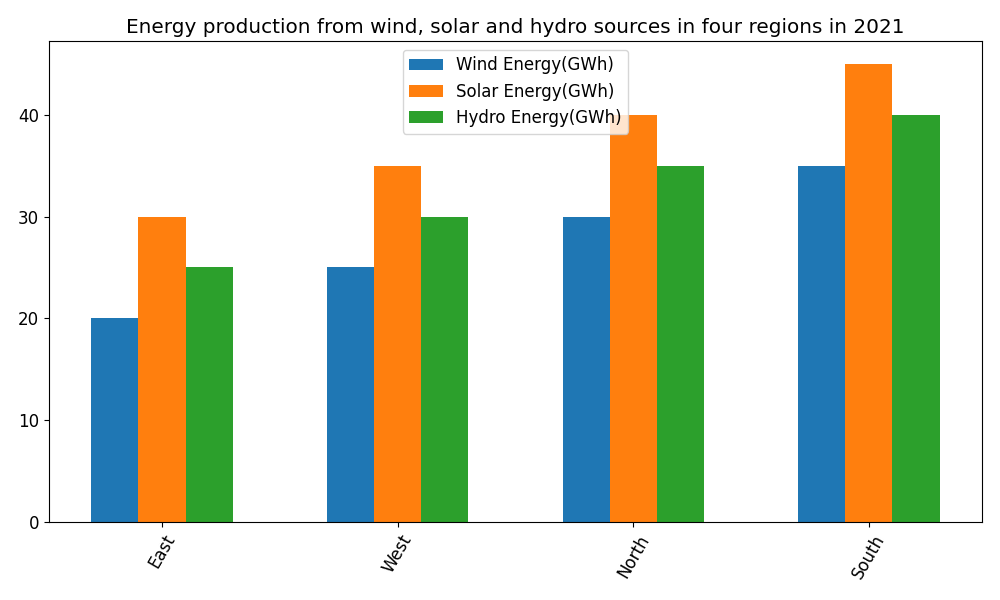 Energy production from wind, solar and hydro sources in four regions in 2021
Wind Energy(GWh)
Solar Energy(GWh)
Hydro Energy(GWh)
40
30
20
10
0
East
West
North
South